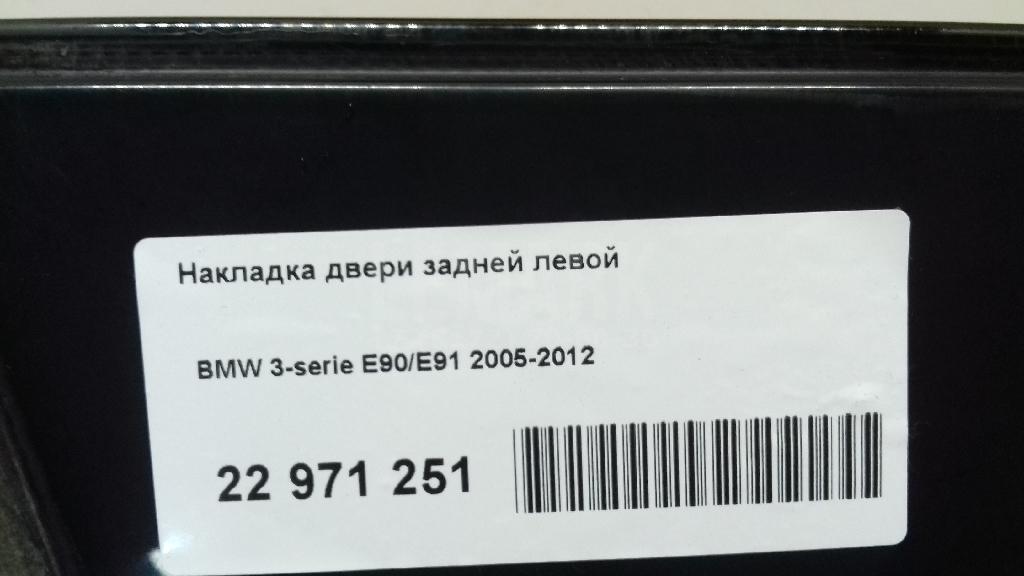 Накладка двери задней левой
BMW 3-serie E90/E91 2005-2012
22 971 251